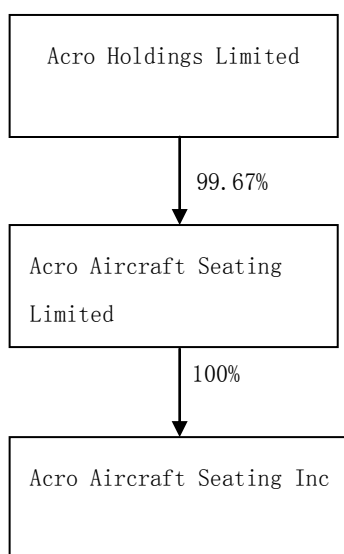 Acro Holdings Limited
99.67%
Acro Aircraft Seating
Limited
100%
Acro Aircraft Seating Inc